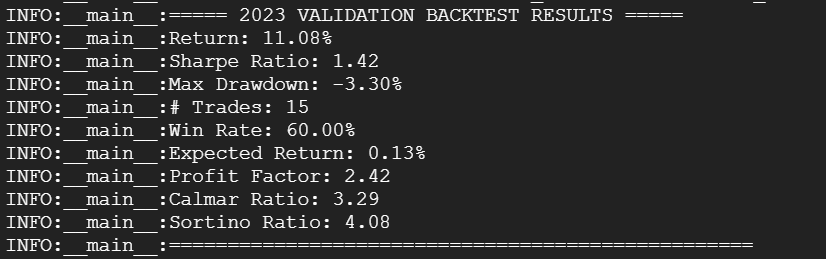 INFO:__main__:===== 2023 VALIDATION BACKTEST RESULTS =====
INFO:__main__:Return: 11.08%
INFO:__main__:Sharpe Ratio: 1.42
INFO:__main__:Max Drawdown: -3.30%
INFO:__main__:# Trades: 15
INFO:__main__:Win Rate: 60.00%
INFO:__main__:Expected Return: 0.13%
INFO:__main__:Profit Factor: 2.42
INFO:__main__:Calmar Ratio: 3.29
INFO:__main__:Sortino Ratio: 4.08
INFO:__main__:==================================================